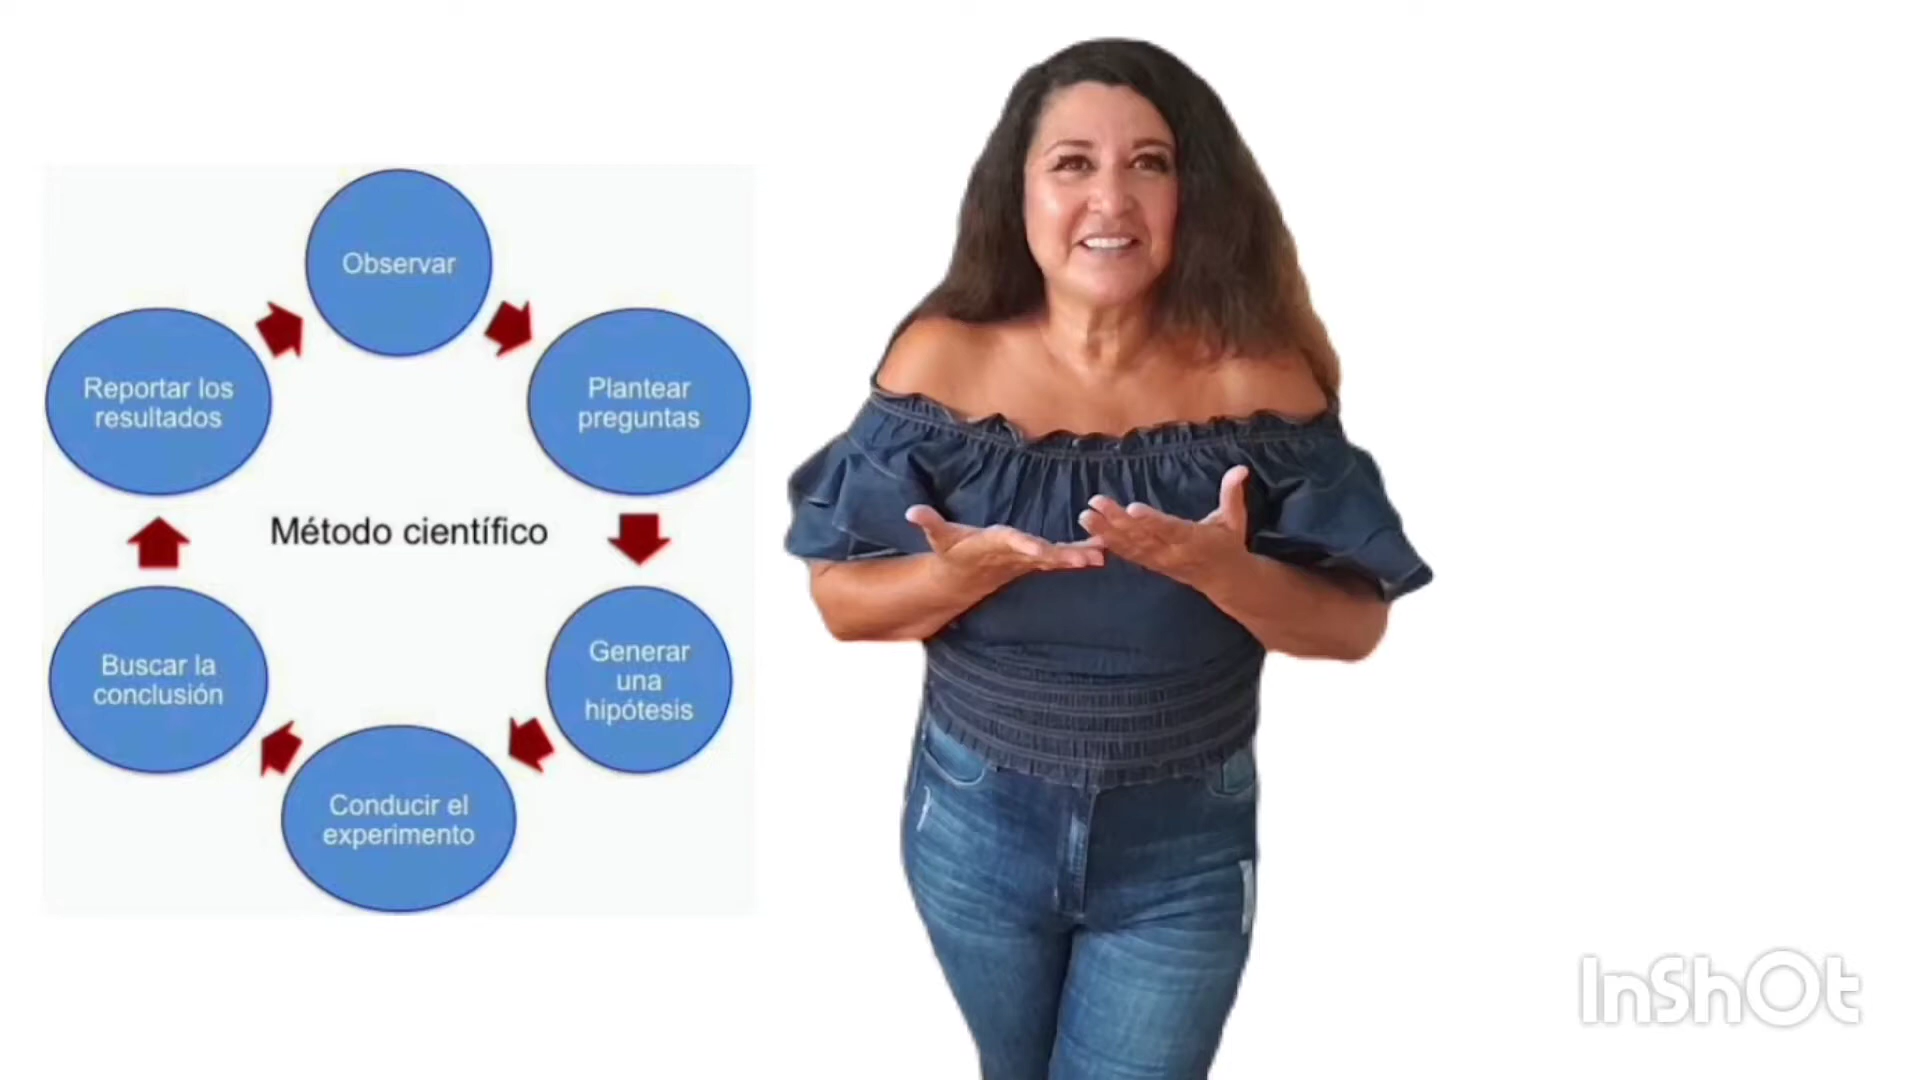 Observar
Plantear
preguntas
Generar
una
hipótesis
Conducir el
experimento
Buscar la
conclusión
Reportar los
resultados
Método científico
InShOt